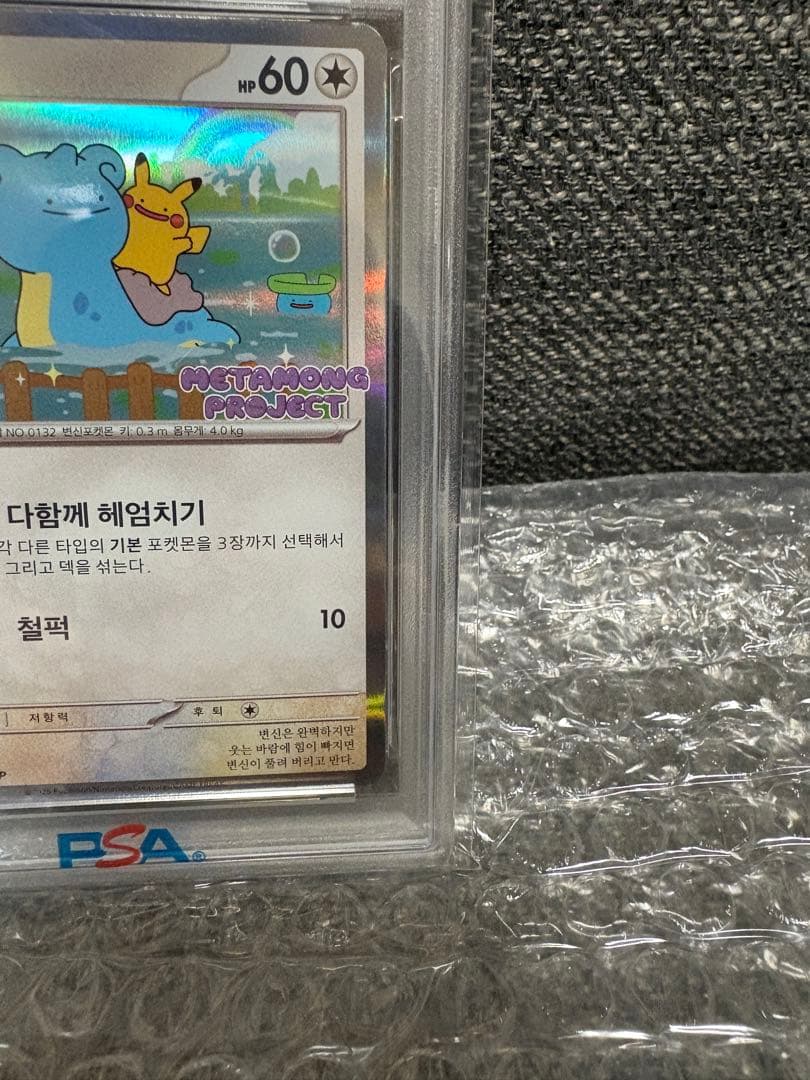 HP 60
METAMONG
PROJECT
NO 0132 변신포켓몬 키: 0.3 m 몸무게: 4.0 kg
다함께 헤엄치기
각 다른 타입의 기본 포켓몬을 3장까지 선택해서
그리고 덱을 섞는다.
철퍽 10
저항력 후퇴
변신은 완벽하지만
웃는 바람에 힘이 빠지면
변신이 풀려 버리고 만다.
P
PSA®